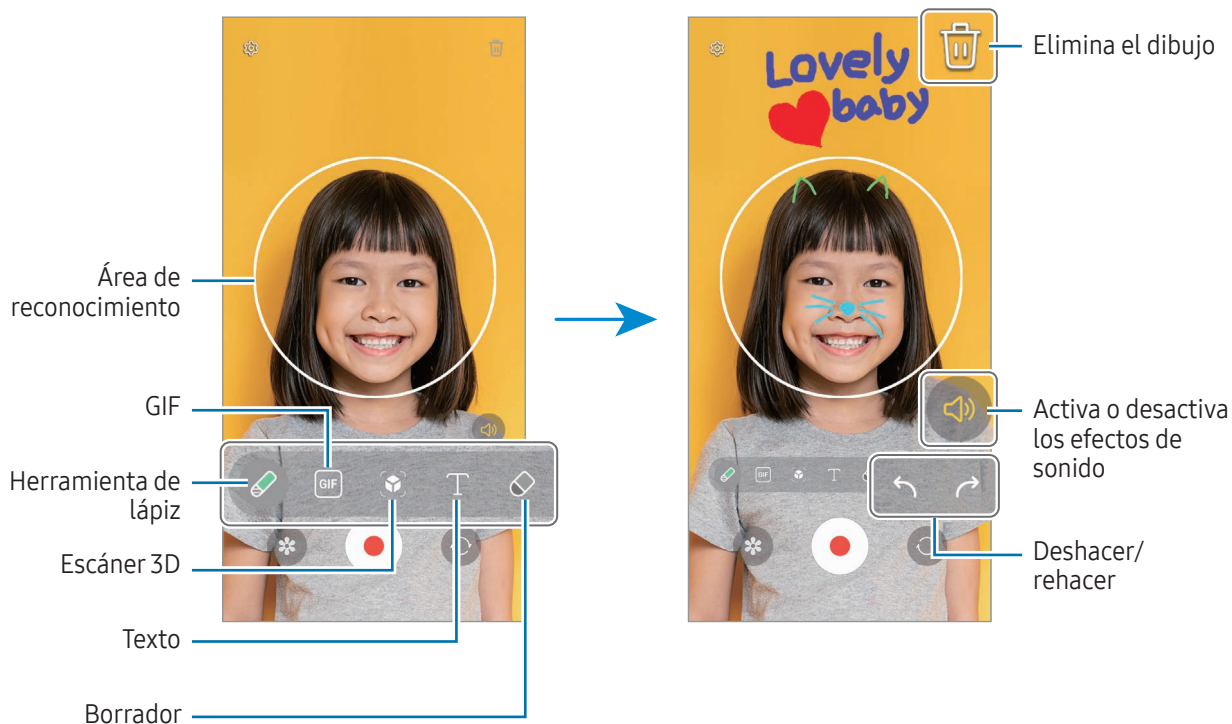 Lovely
baby
Elimina el dibujo
Área de
reconocimiento
GIF
Activa o desactiva
los efectos de
sonido
Herramienta de
lápiz
GIF
GIF
T
T
Escáner 3D
Deshacer/
rehacer
Texto
Borrador